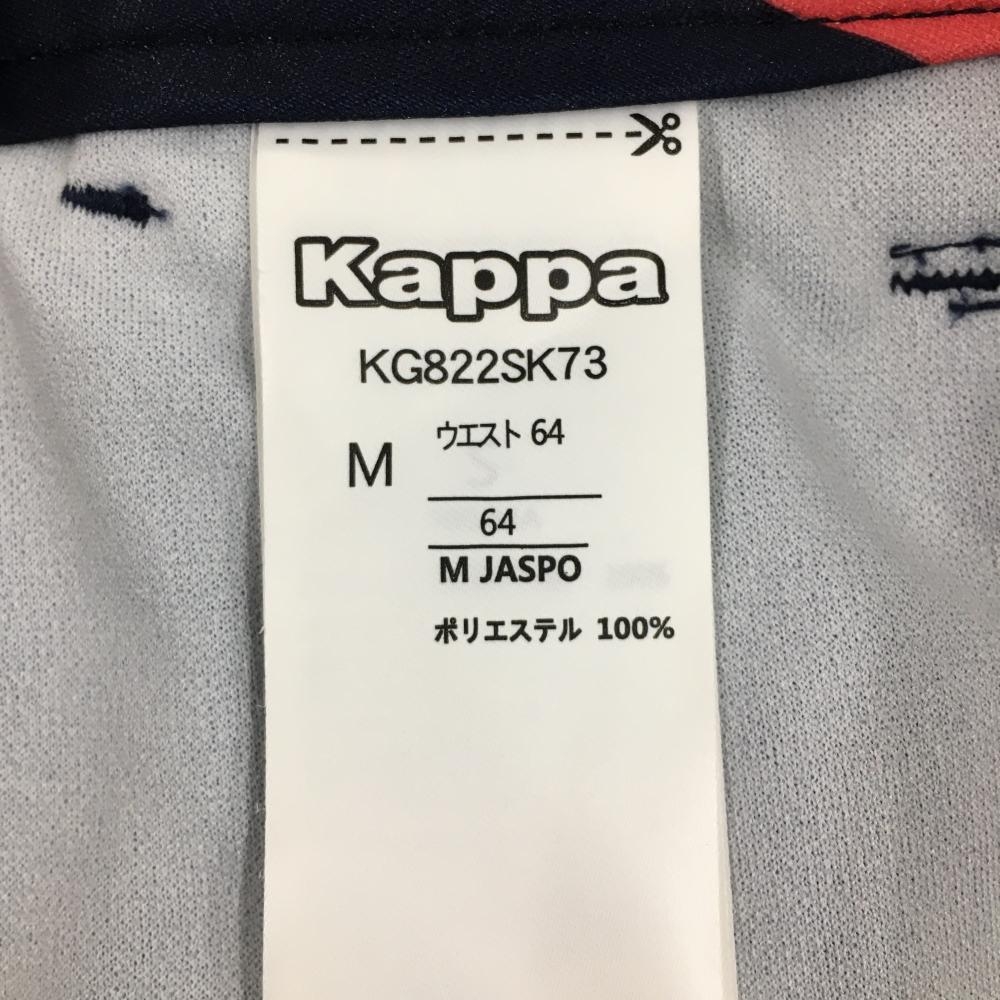 Kappa
KG822SK73
M
ウエスト 64
64
M JASPO
ポリエステル 100%